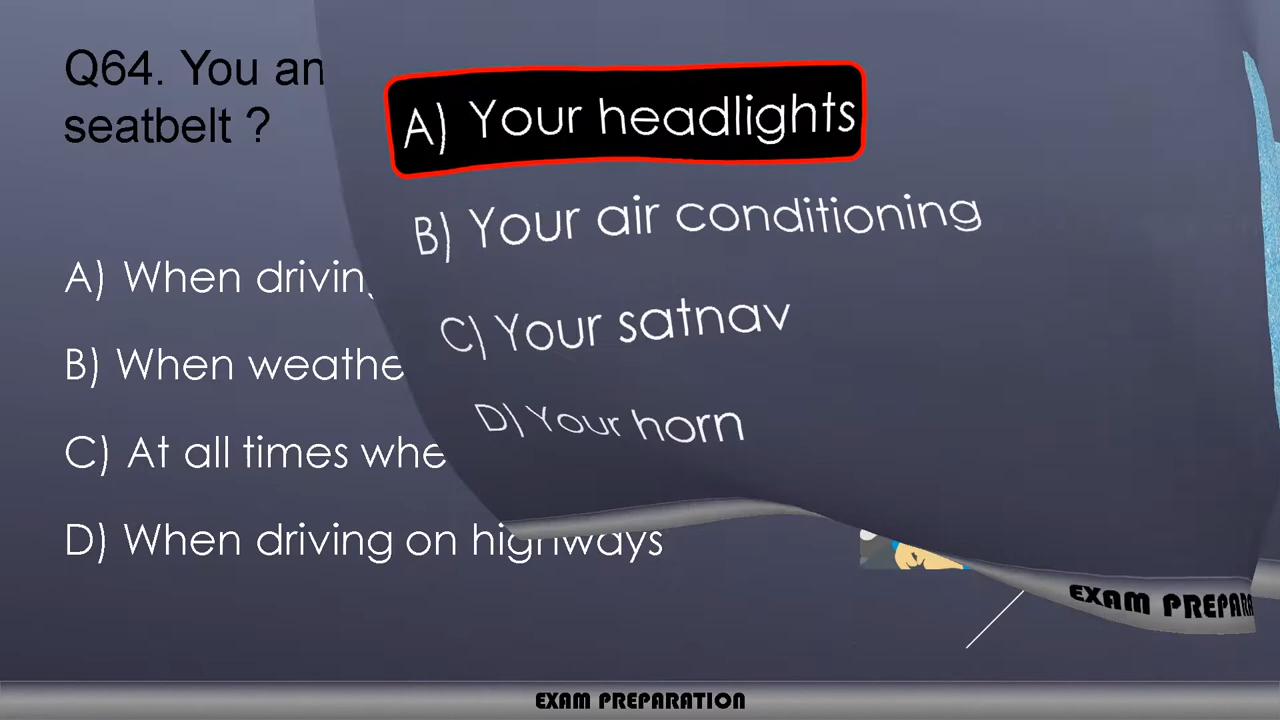 Q64. You an
seatbelt ?
A) When drivin
B) When weathe
C) At all times whe
D) When driving on highways
A) Your headlights
B) Your air conditioning
C) Your satnav
D) Your horn
EXAM PREPARA
EXAM PREPARATION